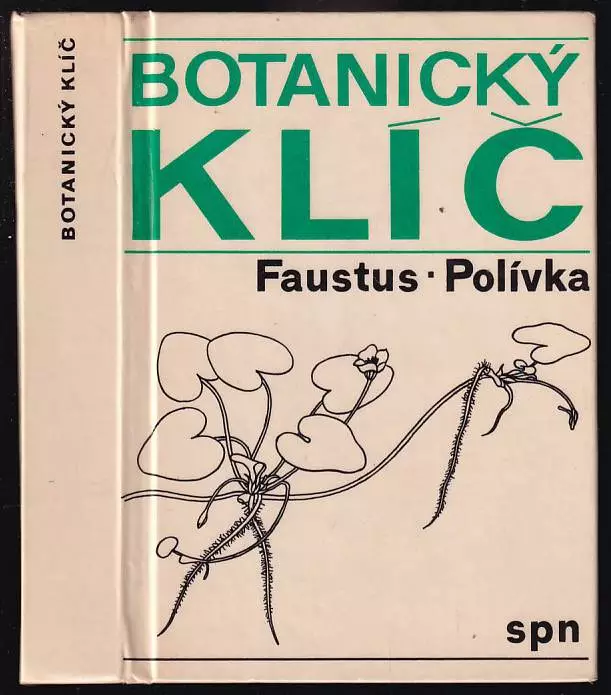 BOTANICKÝ KLÍČ
BOTANICKÝ
KLÍČ
Faustus · Polívka
spn